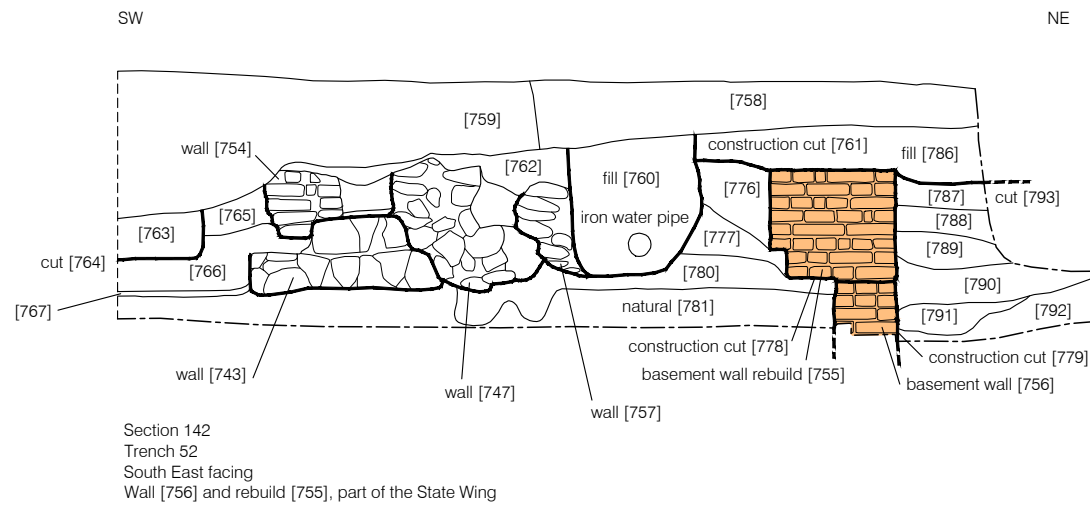 SW
NE
[758]
[759]
construction cut [761]
wall [754]
fill [786]
[762]
fill [760]
[776]
[787]
cut [793]
[765]
iron water pipe
[788]
[763]
[777]
[789]
cut [764]
[766]
[780]
[790]
natural [781]
[767]
[791]
[792]
construction cut [778]
construction cut [779]
wall [743]
basement wall rebuild [755]
basement wall [756]
wall [747]
wall [757]
Section 142
Trench 52
South East facing
Wall [756] and rebuild [755], part of the State Wing